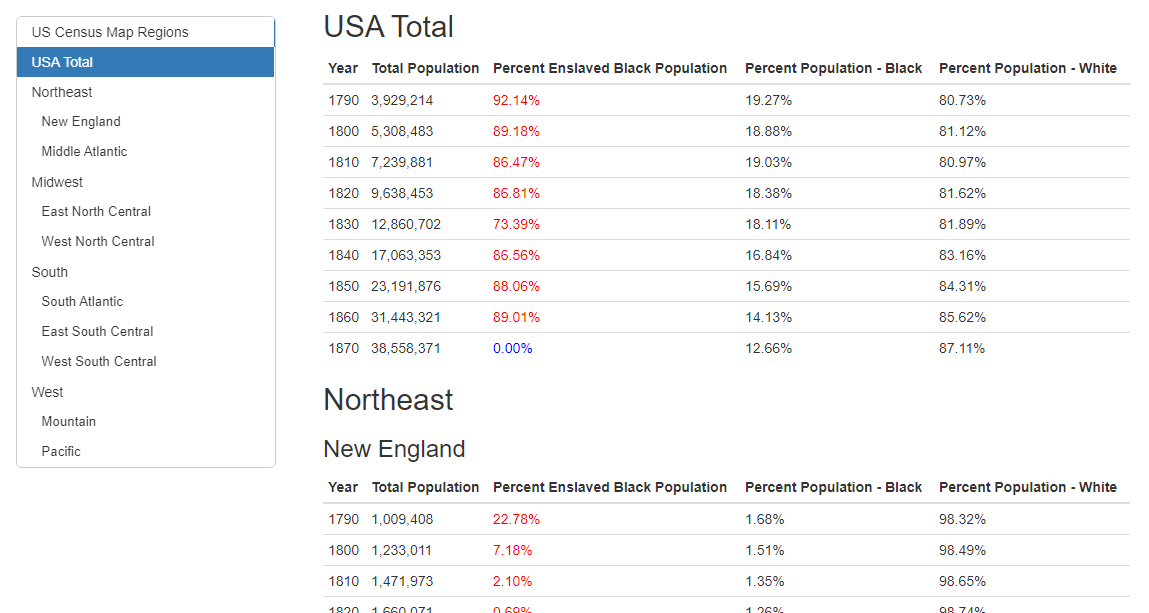 US Census Map Regions
USA Total
Northeast
New England
Middle Atlantic
Midwest
East North Central
West North Central
South
South Atlantic
East South Central
West South Central
West
Mountain
Pacific
USA Total
Year Total Population Percent Enslaved Black Population Percent Population - Black Percent Population - White
1790 3,929,214 92.14% 19.27% 80.73%
1800 5,308,483 89.18% 18.88% 81.12%
1810 7,239,881 86.47% 19.03% 80.97%
1820 9,638,453 86.81% 18.38% 81.62%
1830 12,860,702 73.39% 18.11% 81.89%
1840 17,063,353 86.56% 16.84% 83.16%
1850 23,191,876 88.06% 15.69% 84.31%
1860 31,443,321 89.01% 14.13% 85.62%
1870 38,558,371 0.00% 12.66% 87.11%
Northeast
New England
Year Total Population Percent Enslaved Black Population Percent Population - Black Percent Population - White
1790 1,009,408 22.78% 1.68% 98.32%
1800 1,233,011 7.18% 1.51% 98.49%
1810 1,471,973 2.10% 1.35% 98.65%
1820 1,660,071 0.69% 1.26% 98.74%